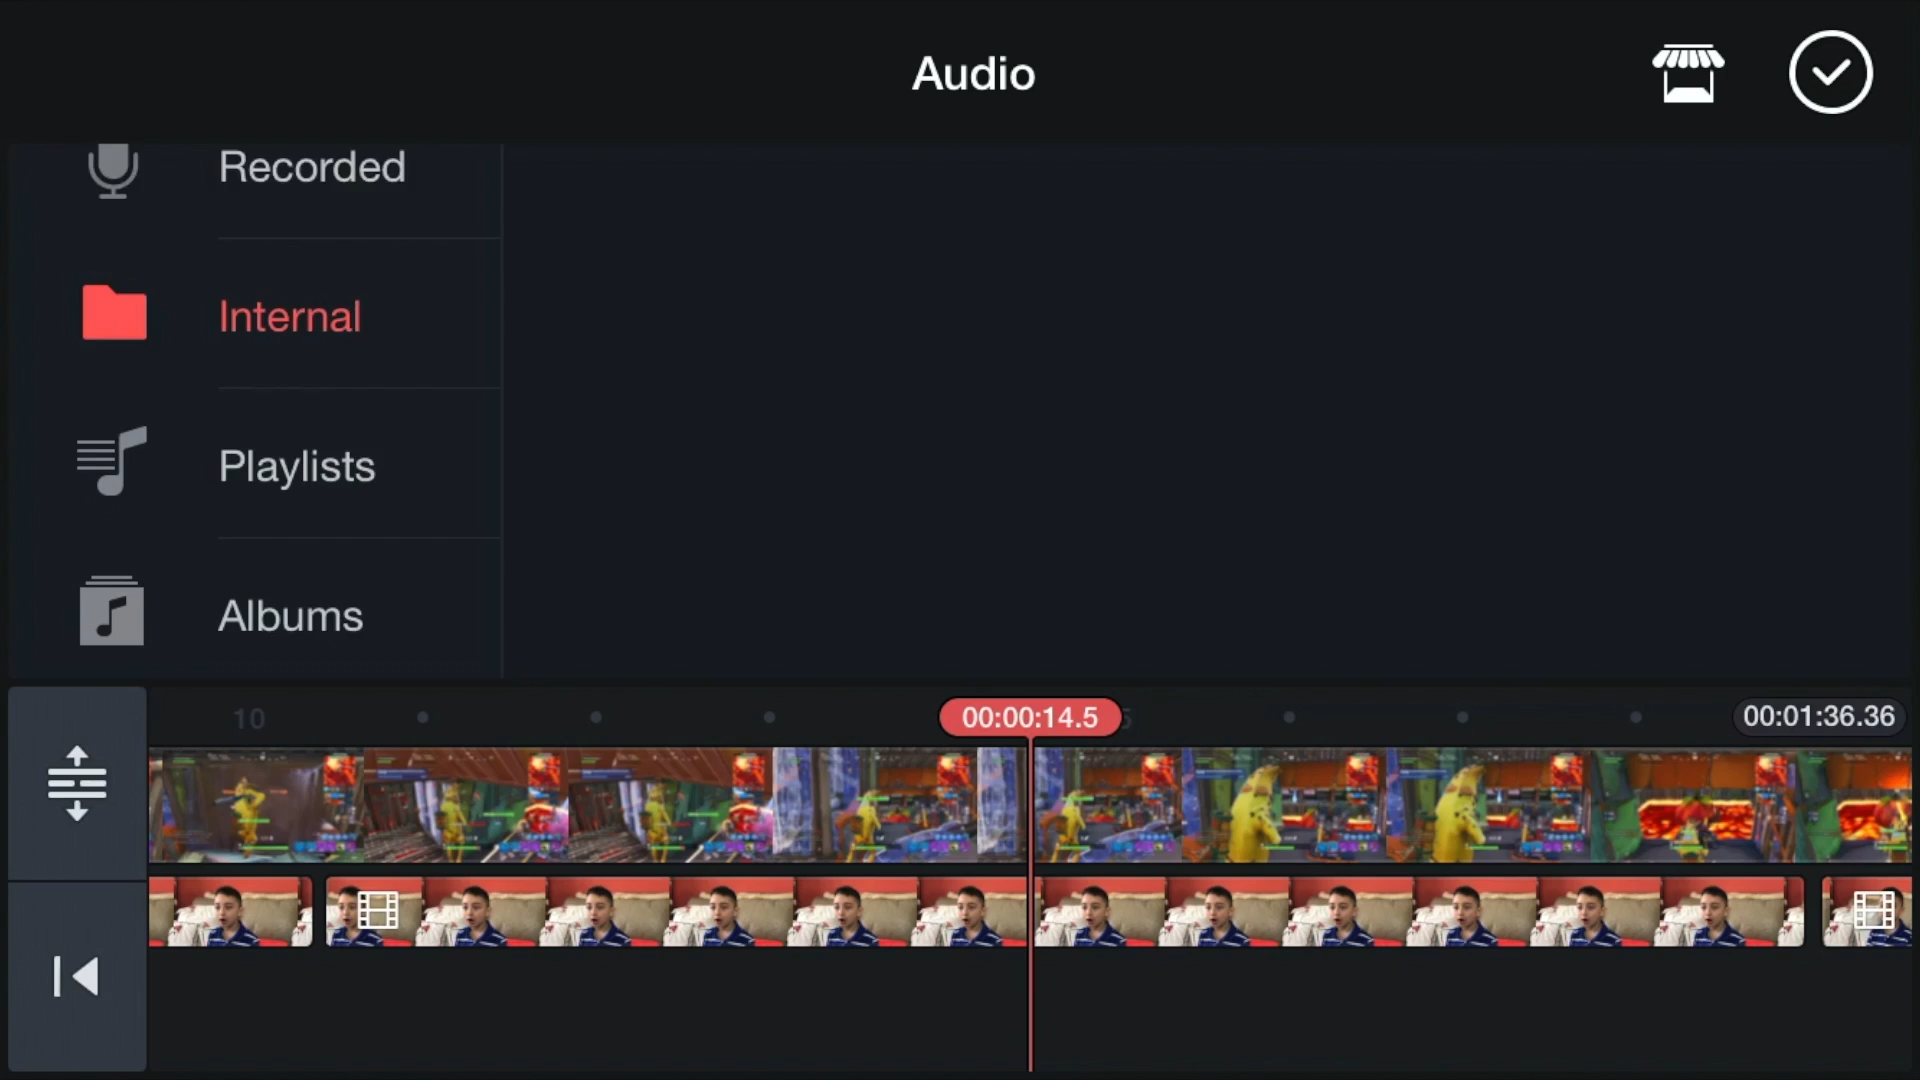 Audio
Recorded
Internal
Playlists
Albums
10
00:00:14.5
00:01:36.36